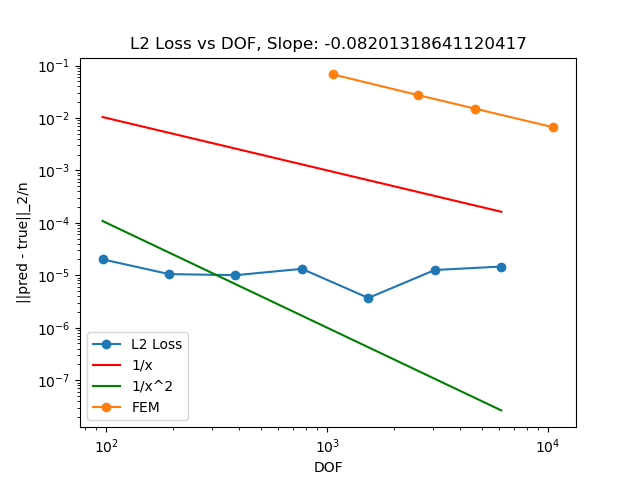 L2 Loss vs DOF, Slope: -0.08201318641120417
||pred - true||_2/n
10^-1
10^-2
10^-3
10^-4
10^-5
10^-6
10^-7
L2 Loss
1/x
1/x^2
FEM
10^2
10^3
10^4
DOF